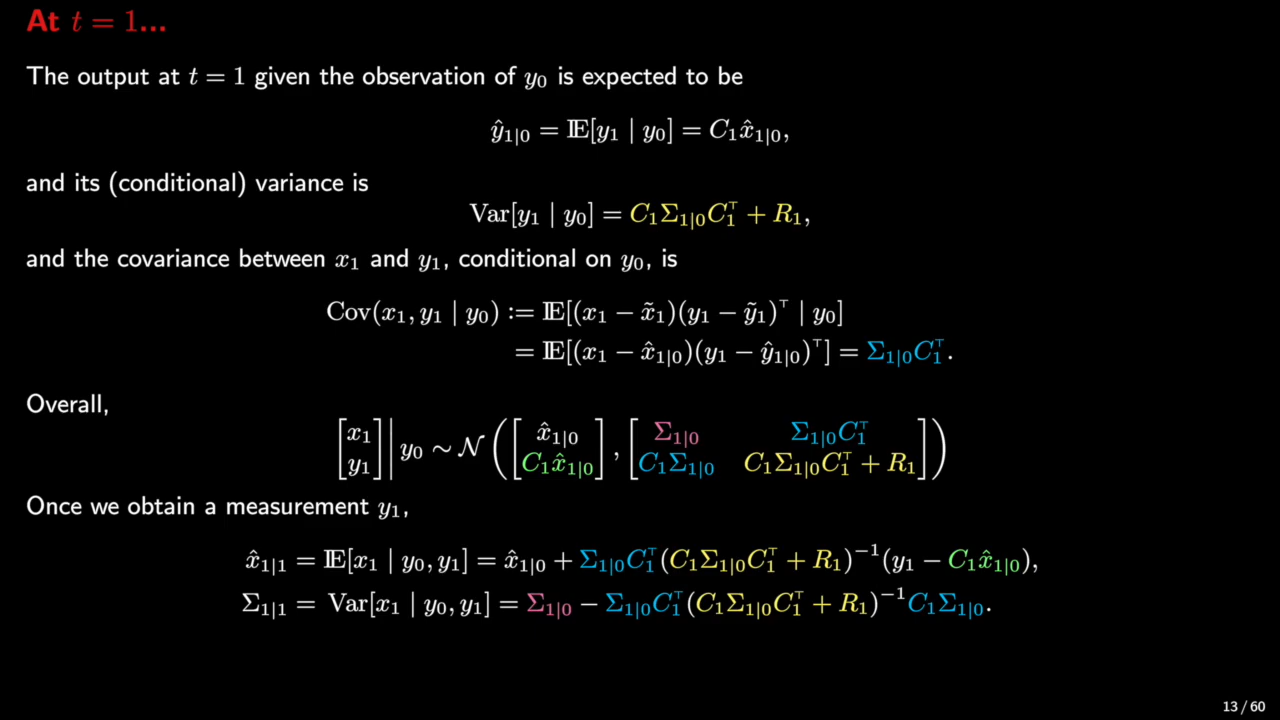 At t = 1...
The output at t = 1 given the observation of y₀ is expected to be
ŷ₁|₀ = 𝔼[y₁ | y₀] = C₁x̂₁|₀,
and its (conditional) variance is
Var[y₁ | y₀] = C₁Σ₁|₀C₁ᵀ + R₁,
and the covariance between x₁ and y₁, conditional on y₀, is
Cov(x₁, y₁ | y₀) := 𝔼[(x₁ − x̃₁)(y₁ − ỹ₁)ᵀ | y₀]
= 𝔼[(x₁ − x̂₁|₀)(y₁ − ŷ₁|₀)ᵀ] = Σ₁|₀C₁ᵀ.
Overall,
[x₁; y₁] | y₀ ∼ 𝒩([x̂₁|₀; C₁x̂₁|₀], [Σ₁|₀ Σ₁|₀C₁ᵀ; C₁Σ₁|₀ C₁Σ₁|₀C₁ᵀ + R₁])
Once we obtain a measurement y₁,
x̂₁|₁ = 𝔼[x₁ | y₀, y₁] = x̂₁|₀ + Σ₁|₀C₁ᵀ(C₁Σ₁|₀C₁ᵀ + R₁)⁻¹(y₁ − C₁x̂₁|₀),
Σ₁|₁ = Var[x₁ | y₀, y₁] = Σ₁|₀ − Σ₁|₀C₁ᵀ(C₁Σ₁|₀C₁ᵀ + R₁)⁻¹C₁Σ₁|₀.
13 / 60